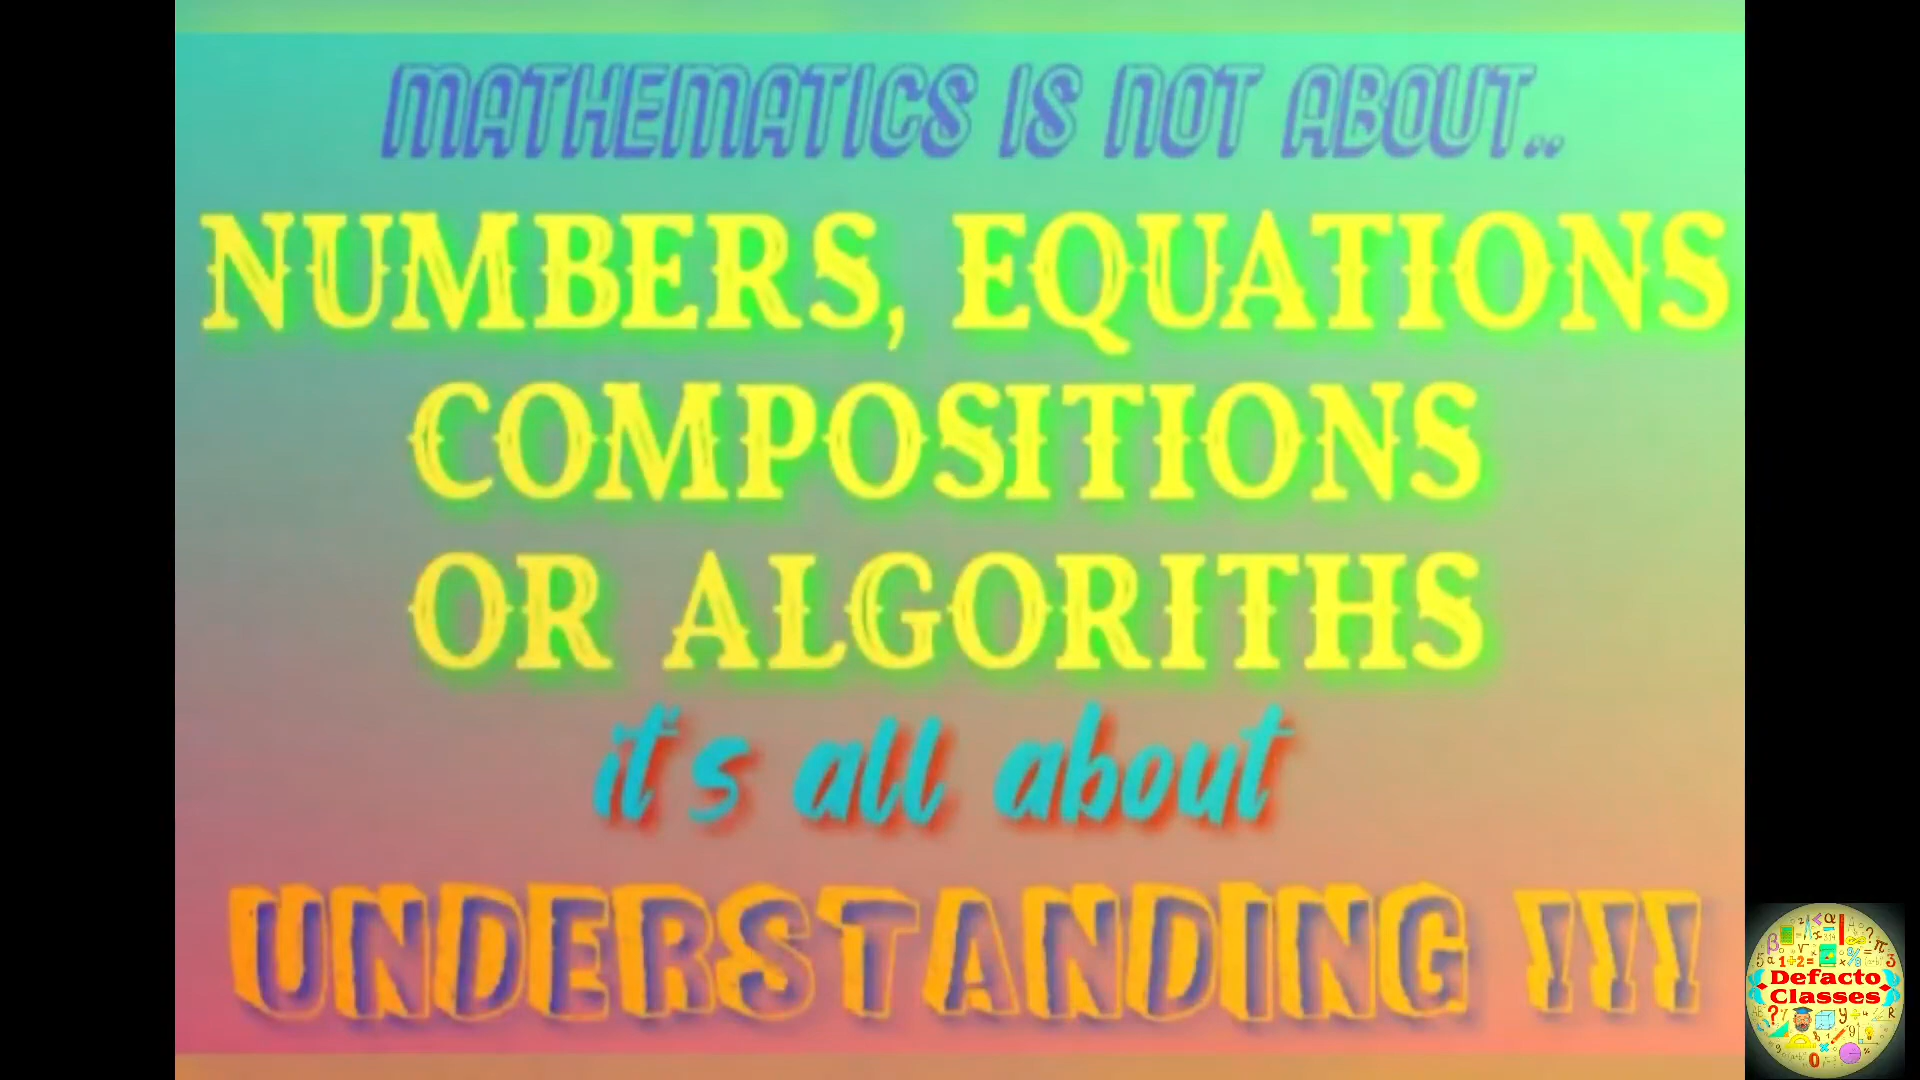 MATHEMATICS IS NOT ABOUT..
NUMBERS, EQUATIONS
COMPOSITIONS
OR ALGORITHS
it's all about
UNDERSTANDING !!!
Defacto
Classes